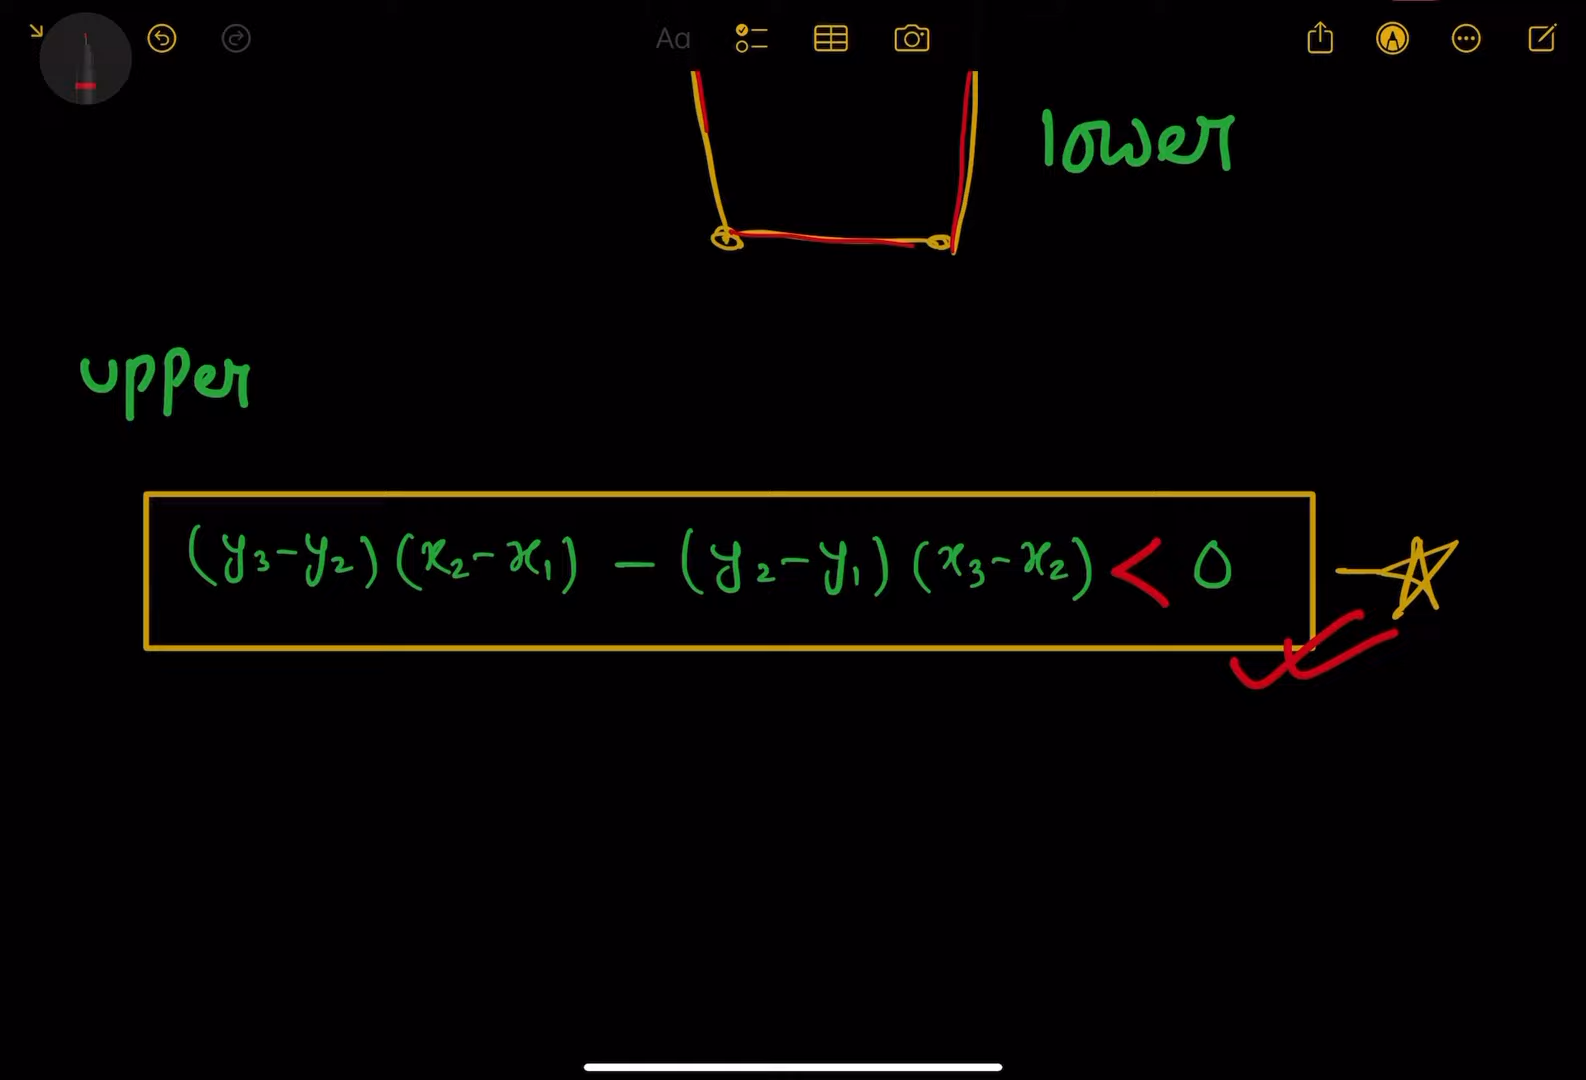 Aa
lower
upper
(y₃-y₂)(x₂-x₁) - (y₂-y₁)(x₃-x₂) < 0